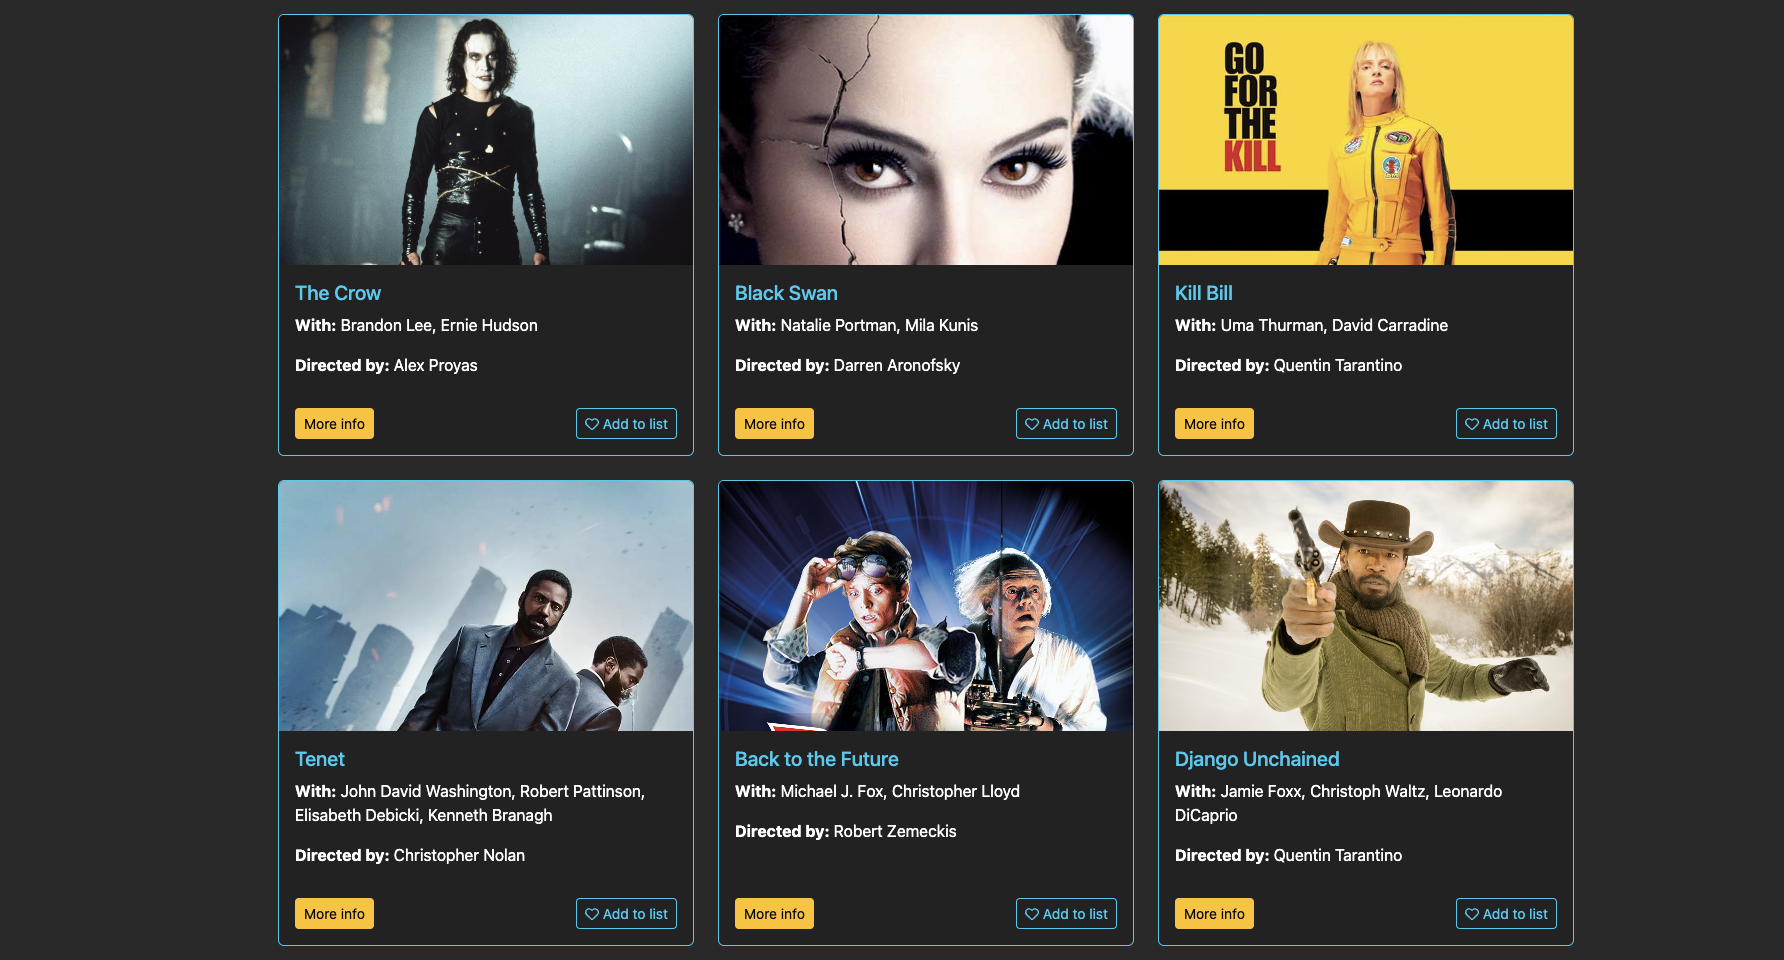 GO
FOR
THE
KILL
The Crow
With: Brandon Lee, Ernie Hudson
Directed by: Alex Proyas
More info
Add to list
Black Swan
With: Natalie Portman, Mila Kunis
Directed by: Darren Aronofsky
More info
Add to list
Kill Bill
With: Uma Thurman, David Carradine
Directed by: Quentin Tarantino
More info
Add to list
Tenet
With: John David Washington, Robert Pattinson,
Elisabeth Debicki, Kenneth Branagh
Directed by: Christopher Nolan
More info
Add to list
Back to the Future
With: Michael J. Fox, Christopher Lloyd
Directed by: Robert Zemeckis
More info
Add to list
Django Unchained
With: Jamie Foxx, Christoph Waltz, Leonardo
DiCaprio
Directed by: Quentin Tarantino
More info
Add to list